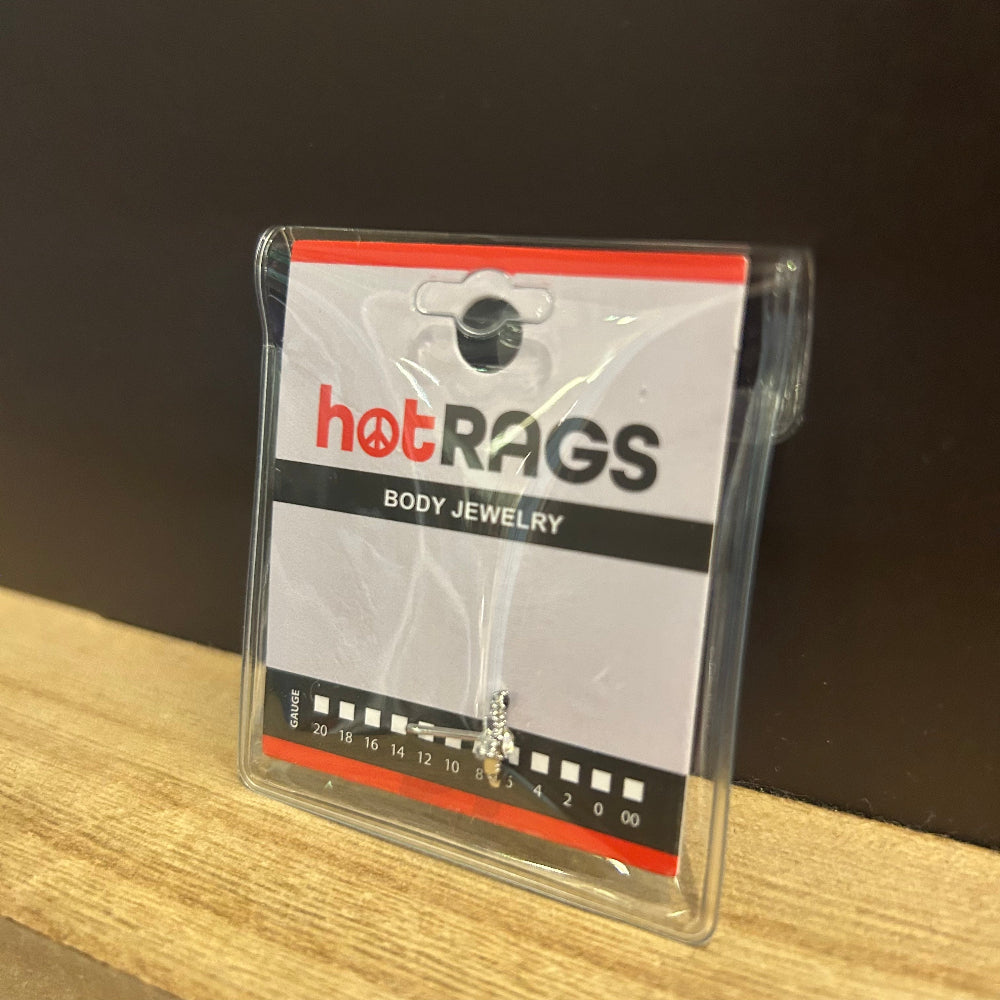 hotRAGS
BODY JEWELRY
GAUGE
20 18 16 14 12 10 8 6 4 2 0 00